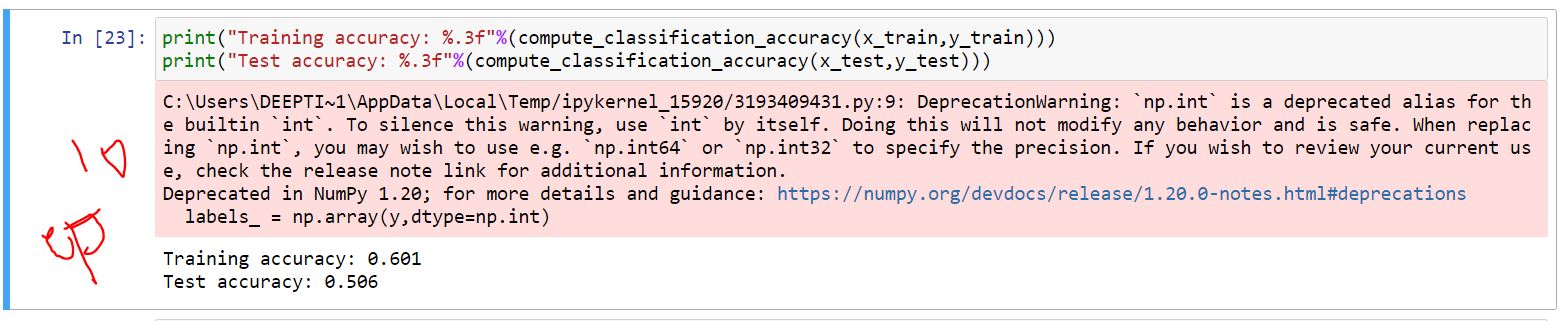 In [23]: print("Training accuracy: %.3f"%(compute_classification_accuracy(x_train,y_train)))
print("Test accuracy: %.3f"%(compute_classification_accuracy(x_test,y_test)))
C:\Users\DEEPTI~1\AppData\Local\Temp/ipykernel_15920/3193409431.py:9: DeprecationWarning: `np.int` is a deprecated alias for th
e builtin `int`. To silence this warning, use `int` by itself. Doing this will not modify any behavior and is safe. When replac
ing `np.int`, you may wish to use e.g. `np.int64` or `np.int32` to specify the precision. If you wish to review your current us
e, check the release note link for additional information.
Deprecated in NumPy 1.20; for more details and guidance: https://numpy.org/devdocs/release/1.20.0-notes.html#deprecations
labels_ = np.array(y,dtype=np.int)
10
Training accuracy: 0.601
Test accuracy: 0.506